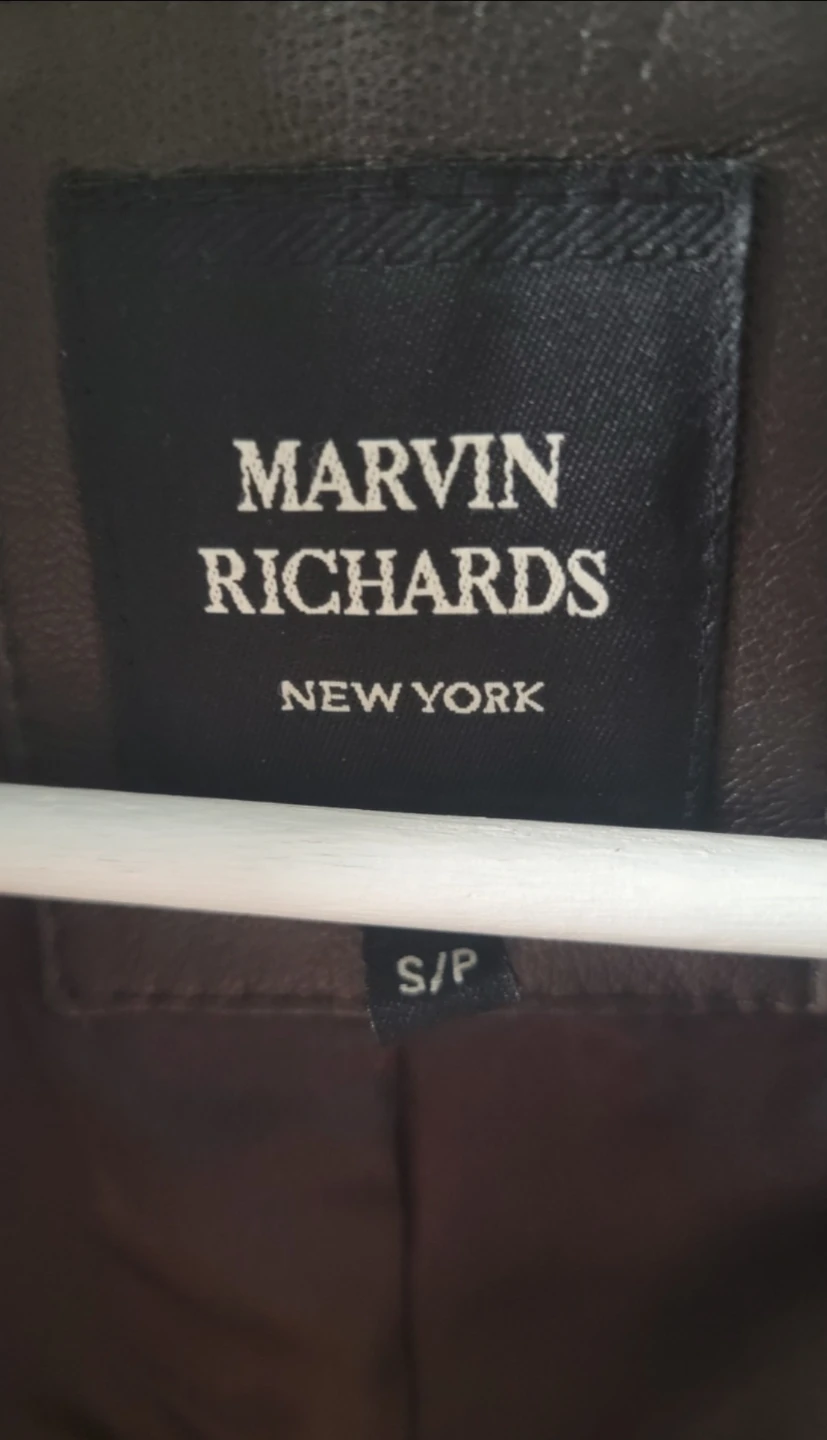 MARVIN
RICHARDS
NEW YORK
S/P